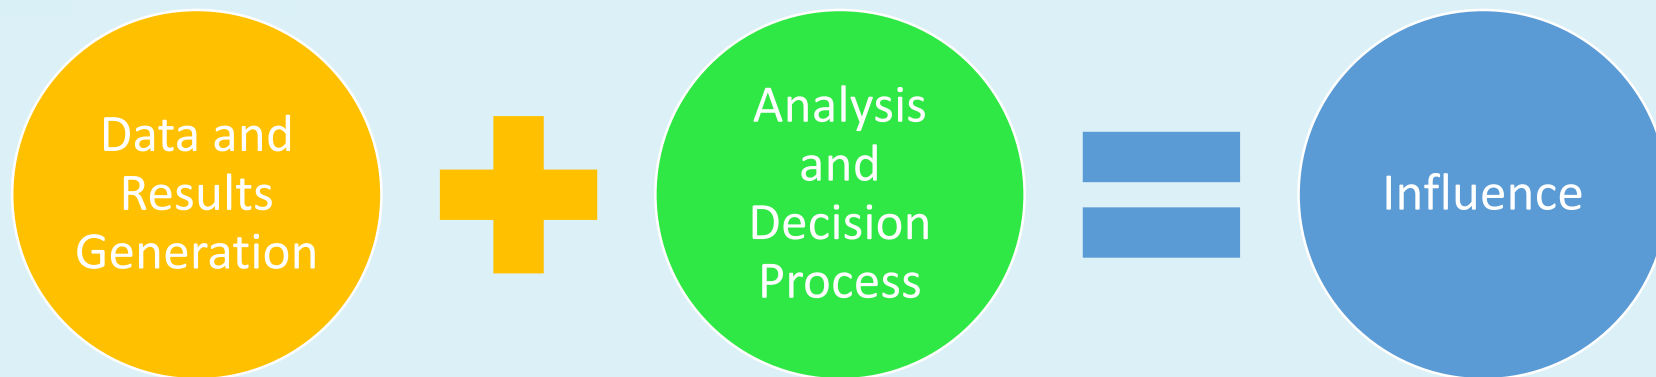 Data and
Results
Generation
Analysis
and
Decision
Process
Influence